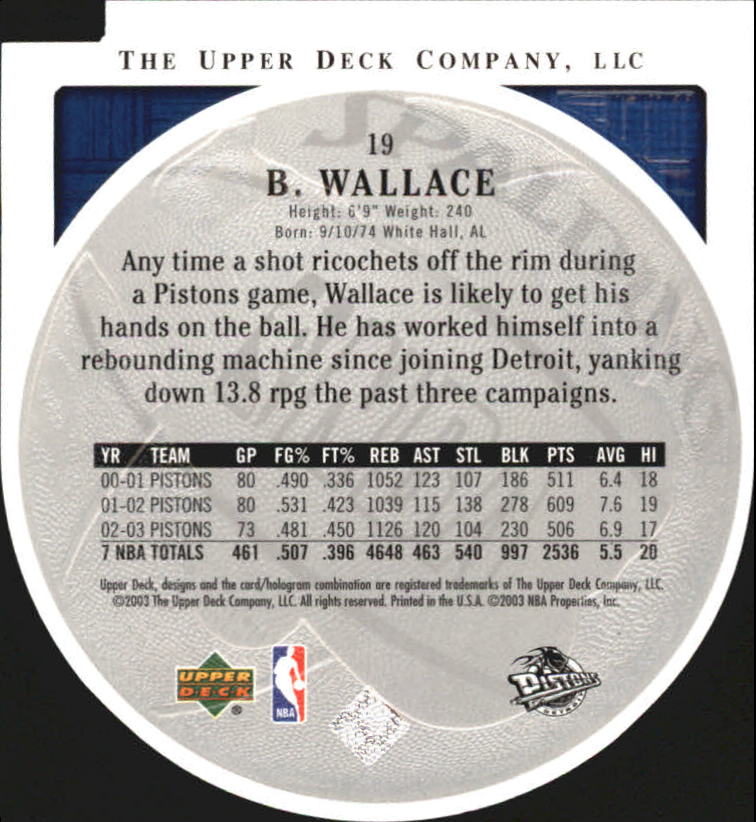 THE UPPER DECK COMPANY, LLC
SPALDING
19
B. WALLACE
Height: 6'9" Weight: 240
Born: 9/10/74 White Hall, AL
Any time a shot ricochets off the rim during
a Pistons game, Wallace is likely to get his
hands on the ball. He has worked himself into a
rebounding machine since joining Detroit, yanking
down 13.8 rpg the past three campaigns.
YR TEAM GP FG% FT% REB AST STL BLK PTS AVG HI
00-01 PISTONS 80 .490 .336 1052 123 107 186 511 6.4 18
01-02 PISTONS 80 .531 .423 1039 115 138 278 609 7.6 19
02-03 PISTONS 73 .481 .450 1126 120 104 230 506 6.9 17
7 NBA TOTALS 461 .507 .396 4648 463 540 997 2536 5.5 20
Upper Deck, designs and the card/hologram combination are registered trademarks of The Upper Deck Company, LLC.
©2003 The Upper Deck Company, LLC. All rights reserved. Printed in the U.S.A. ©2003 NBA Properties, Inc.
UPPER
DECK
®
NBA
PISTONS
DETROIT